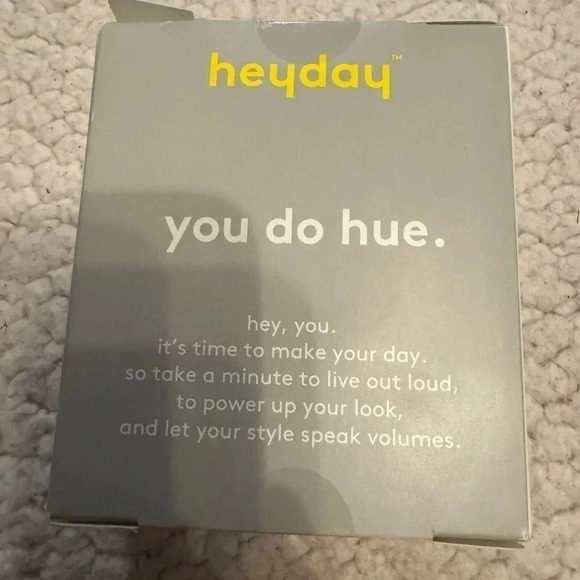 heyday™
you do hue.
hey, you.
it's time to make your day.
so take a minute to live out loud,
to power up your look,
and let your style speak volumes.